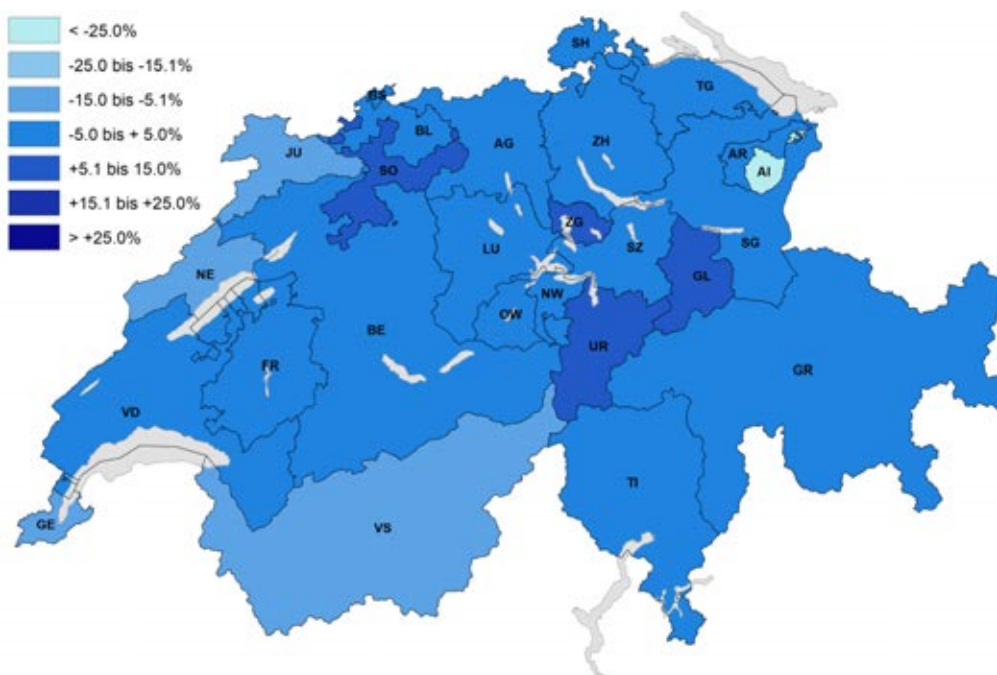 < -25.0%
-25.0 bis -15.1%
-15.0 bis -5.1%
-5.0 bis + 5.0%
+5.1 bis 15.0%
+15.1 bis +25.0%
> +25.0%
SH
BS
TG
BL
AG
ZH
JU
AR
SO
AI
ZG
LU
SZ
SG
NE
GL
NW
OW
BE
UR
FR
GR
VD
TI
GE
VS